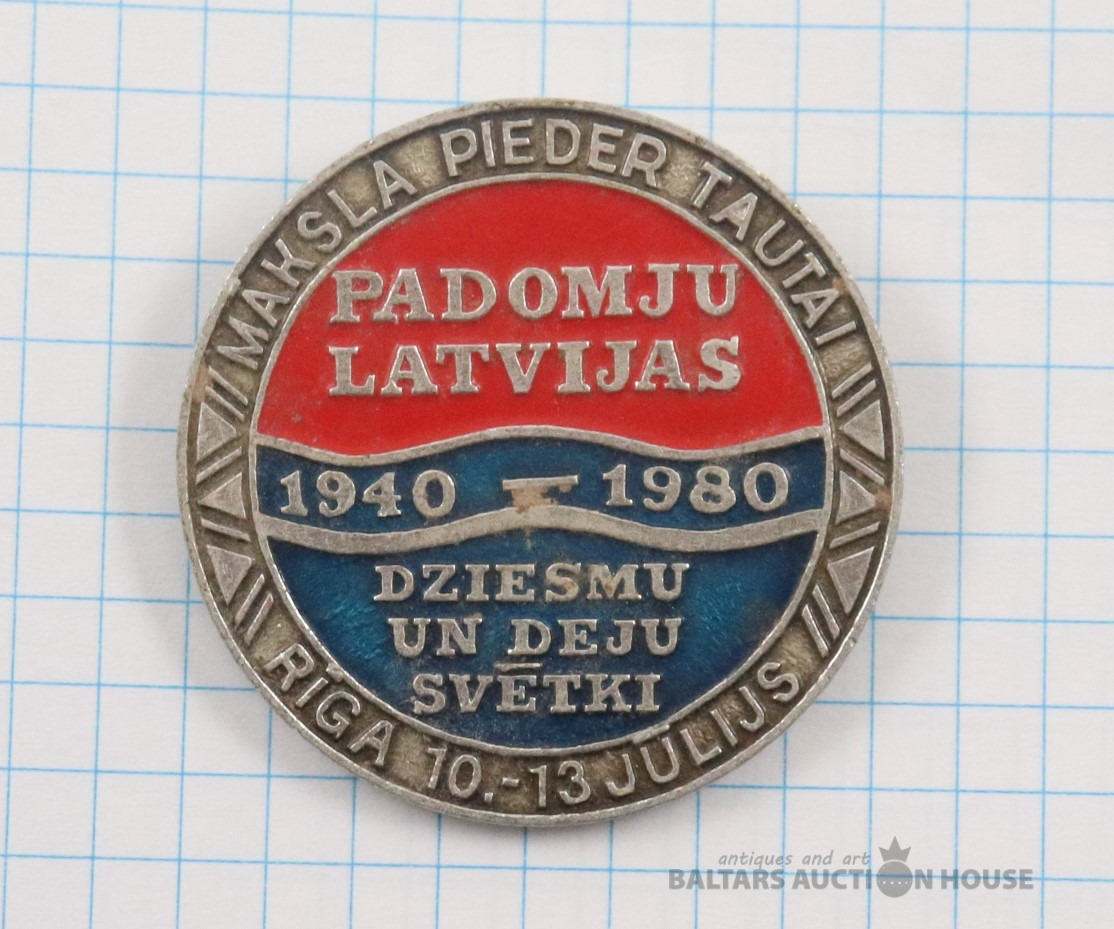 MAKSLA PIEDER TAUTAI
PADOMJU
LATVIJAS
1940 – 1980
DZIESMU
UN DEJU
SVĒTKI
RĪGA 10.-13 JŪLIJS
antiques and art
BALTARS AUCTION HOUSE